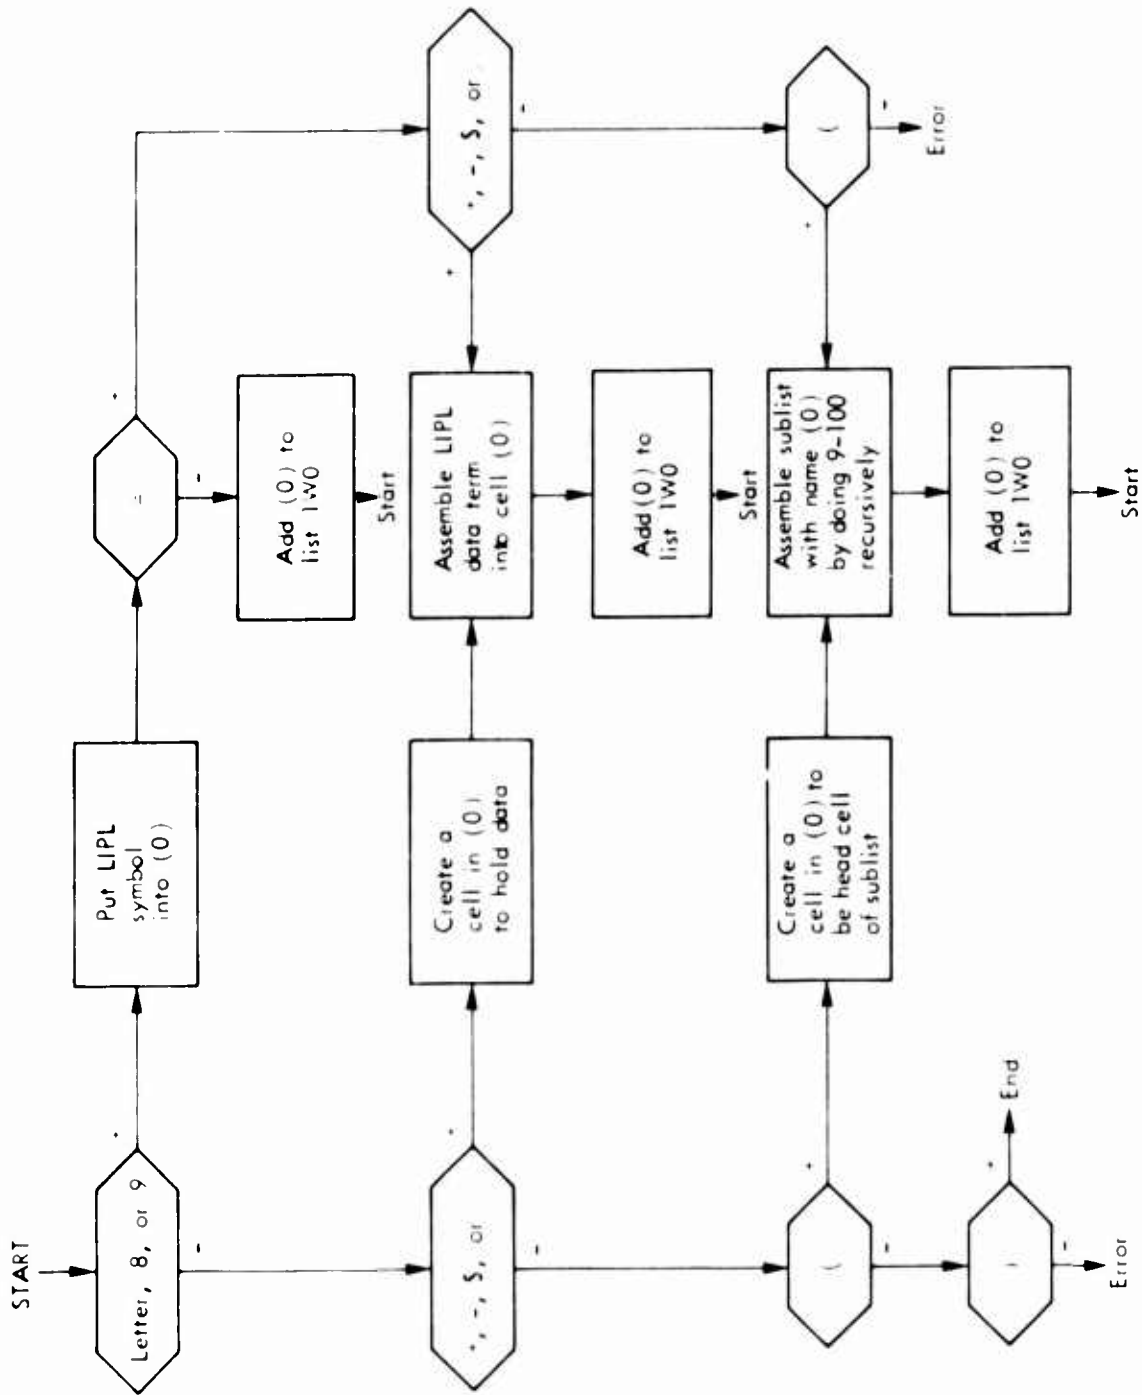 START
Letter, 8, or 9
+
-
Put LIPL
symbol
into (0)
=
+
-
Add (0) to
list 1W0
Start
-, S, or
+
-
Create a
cell in (0)
to hold data
Assemble LIPL
data term
into cell (0)
-, S, or
+
-
Add (0) to
list 1W0
Start
(
+
-
Create a
cell in (0) to
be head cell
of sublist
Assemble sublist
with name (0)
by doing 9-100
recursively
(
+
-
Error
Add (0) to
list 1W0
Start
)
+
End
-
Error